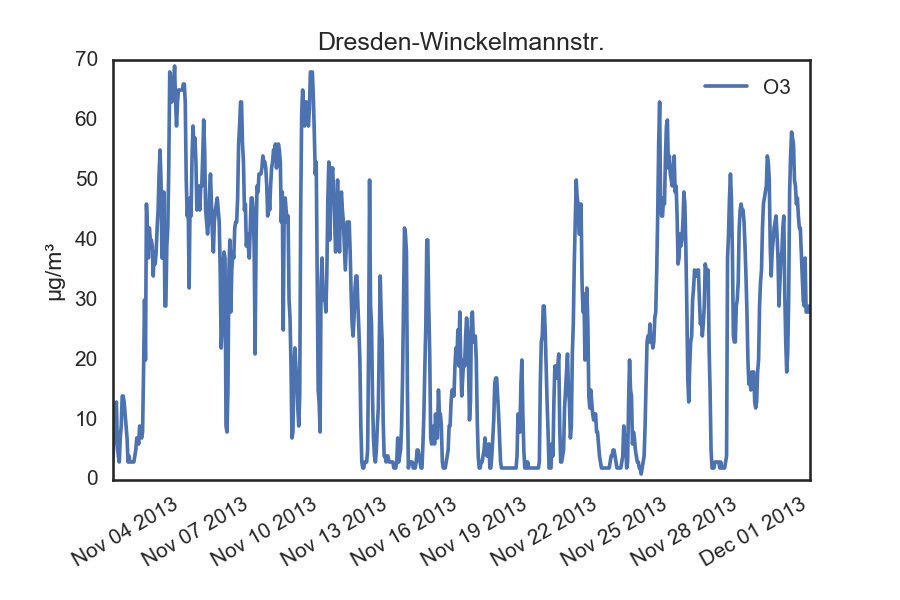 Dresden-Winckelmannstr.
O3
µg/m³
70
60
50
40
30
20
10
0
Nov 04 2013
Nov 07 2013
Nov 10 2013
Nov 13 2013
Nov 16 2013
Nov 19 2013
Nov 22 2013
Nov 25 2013
Nov 28 2013
Dec 01 2013